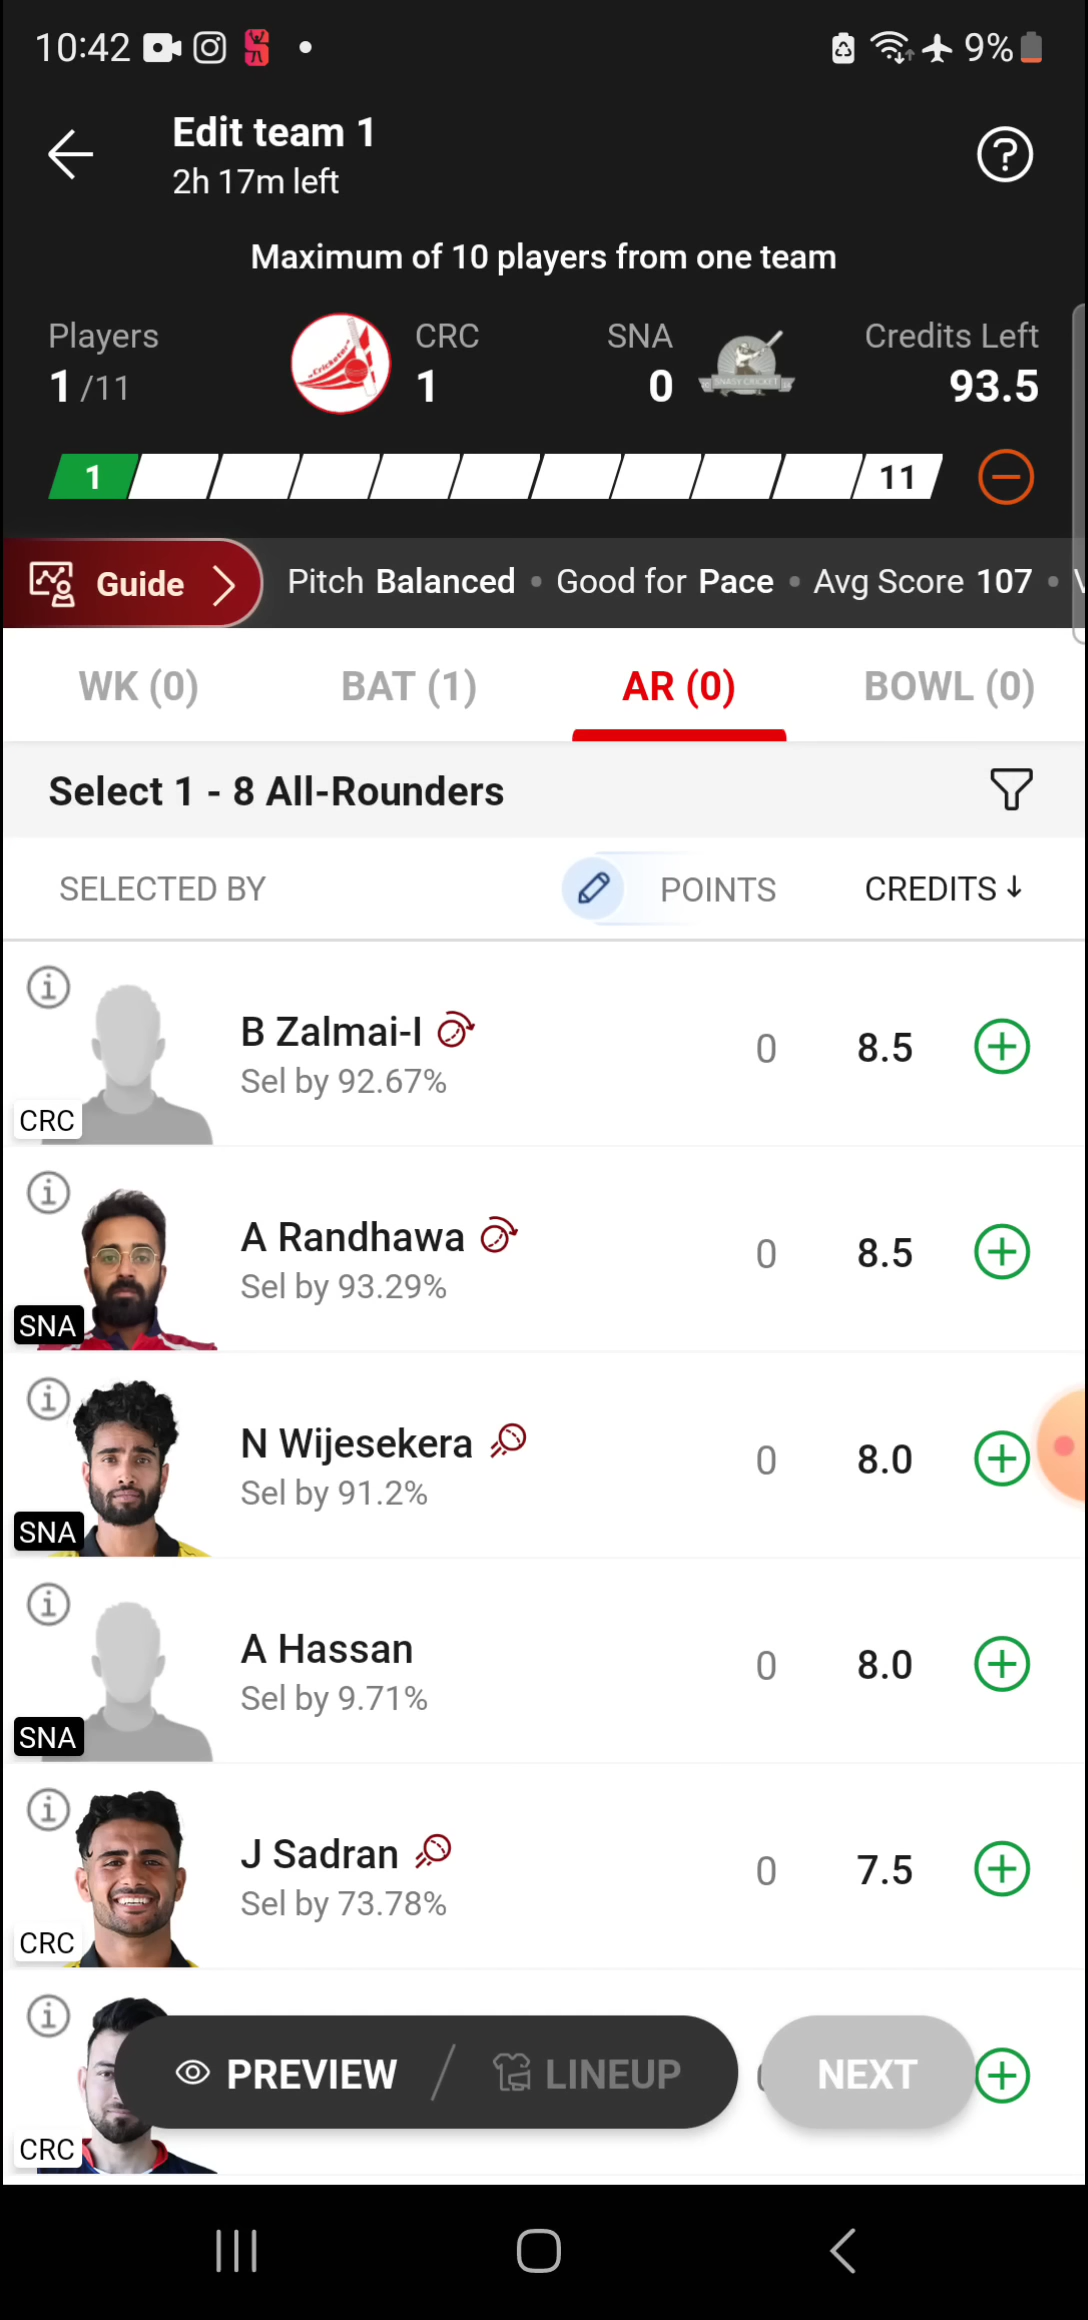 10:42
9%
Edit team 1
2h 17m left
Maximum of 10 players from one team
Players
1 /11
CRC
1
SNA
0
Credits Left
93.5
1
11
Guide
Pitch Balanced • Good for Pace • Avg Score 107 •
WK (0)
BAT (1)
AR (0)
BOWL (0)
Select 1 - 8 All-Rounders
SELECTED BY
POINTS
CREDITS ↓
B Zalmai-I
Sel by 92.67%
0
8.5
CRC
A Randhawa
Sel by 93.29%
0
8.5
SNA
N Wijesekera
Sel by 91.2%
0
8.0
SNA
A Hassan
Sel by 9.71%
0
8.0
SNA
J Sadran
Sel by 73.78%
0
7.5
CRC
PREVIEW
LINEUP
NEXT
CRC